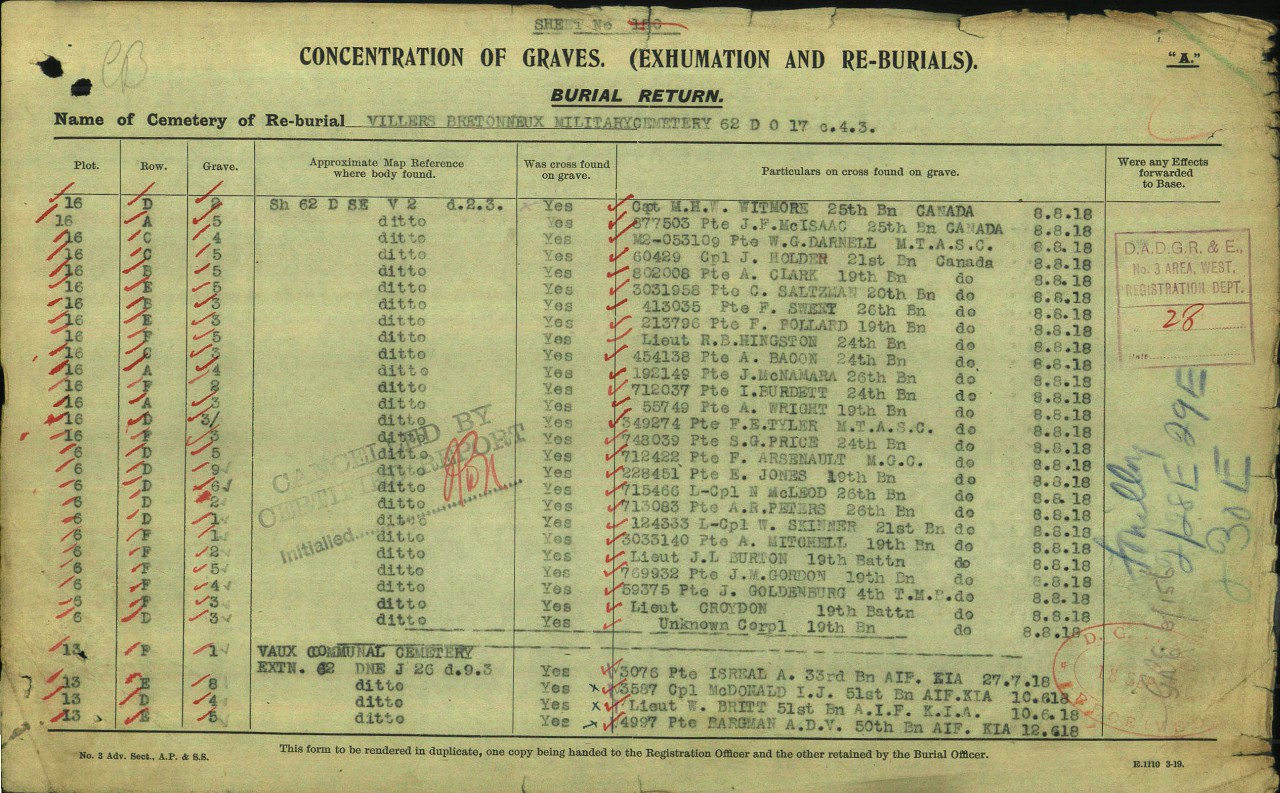 SHEET No 150
CONCENTRATION OF GRAVES. (EXHUMATION AND RE-BURIALS).
"A."
BURIAL RETURN.
Name of Cemetery of Re-burial VILLERS BRETONNEUX MILITARYCEMETERY 62 D O 17 c.4.3.
Plot. Row. Grave. Approximate Map Reference where body found. Was cross found on grave. Particulars on cross found on grave. Were any Effects forwarded to Base.
16 D 2 Sh 62 D SE V 2 d.2.3. Yes Capt M.H.W. WITMORE 25th Bn CANADA 8.8.18
16 A 5 ditto Yes 877503 Pte J.F.McISAAC 25th Bn CANADA 8.8.18
16 C 4 ditto Yes M2-053109 Pte W.G.DARNELL M.T.A.S.C. 8.8.18
16 C 5 ditto Yes 60429 Cpl J. HOLDER 21st Bn Canada 8.8.18
16 B 5 ditto Yes 802008 Pte A. CLARK 19th Bn do 8.8.18
16 E 5 ditto Yes 3031958 Pte C. SALTZMAN 20th Bn do 8.8.18
16 B 3 ditto Yes 413035 Pte F. SWEET 26th Bn do 8.8.18
16 E 3 ditto Yes 213796 Pte F. POLLARD 19th Bn do 8.8.18
16 F 5 ditto Yes Lieut R.B.HINGSTON 24th Bn do 8.8.18
16 C 3 ditto Yes 454138 Pte A. BACON 24th Bn do 8.8.18
16 A 4 ditto Yes 192149 Pte J.McNAMARA 26th Bn do 8.8.18
16 F 2 ditto Yes 712037 Pte I.BURDETT 24th Bn do 8.8.18
16 A 3 ditto Yes 55749 Pte A. WRIGHT 19th Bn do 8.8.18
16 D 3/ ditto Yes 349274 Pte F.E.TYLER M.T.A.S.C. do 8.8.18
16 F 3 ditto Yes 748039 Pte S.G.PRICE 24th Bn do 8.8.18
6 D 5 ditto Yes 712422 Pte F. ARSENAULT M.G.C. do 8.8.18
6 D 9 ditto Yes 228451 Pte E. JONES 19th Bn do 8.8.18
6 D 6 ditto Yes 715466 L-Cpl N McLEOD 26th Bn do 8.8.18
6 D 2 ditto Yes 713083 Pte A.R.PETERS 26th Bn do 8.8.18
6 D 1 ditto Yes 124333 L-Cpl W. SKINNER 21st Bn do 8.8.18
6 F 1 ditto Yes 3033140 Pte A. MITCHELL 19th Bn do 8.8.18
6 F 2 ditto Yes Lieut J.L BURTON 19th Battn do 8.8.18
6 F 5 ditto Yes 769932 Pte J.M.GORDON 19th Bn do 8.8.18
6 F 4 ditto Yes 59375 Pte J. GOLDENBURG 4th T.M.B.do 8.8.18
6 F 3 ditto Yes Lieut CROYDON 19th Battn do 8.8.18
6 D 3 ditto Yes Unknown Corpl 19th Bn do 8.8.18
13 F 1 VAUX COMMUNAL CEMETERY
EXTN. 62 DNE J 26 d.9.3 Yes 3076 Pte ISREAL A. 33rd Bn AIF. KIA 27.7.18
13 E 8 ditto Yes 3587 Cpl McDONALD I.J. 51st Bn AIF.KIA 10.618
13 D 4 ditto Yes Lieut W. BRITT 51st Bn A.I.F. K.I.A. 10.6.18
13 E 5 ditto Yes 4997 Pte BARGMAN A.D.V. 50th Bn AIF. KIA 12.618
CANCELLED BY
CERTIFIED REPORT
Initialled
D.A.D.G.R. & E.,
No. 3 AREA, WEST,
REGISTRATION DEPT.
28
DATE
2/28E 29E
30E
No. 3 Adv. Sect., A.P. & S.S.
This form to be rendered in duplicate, one copy being handed to the Registration Officer and the other retained by the Burial Officer.
E.1110 3-19.